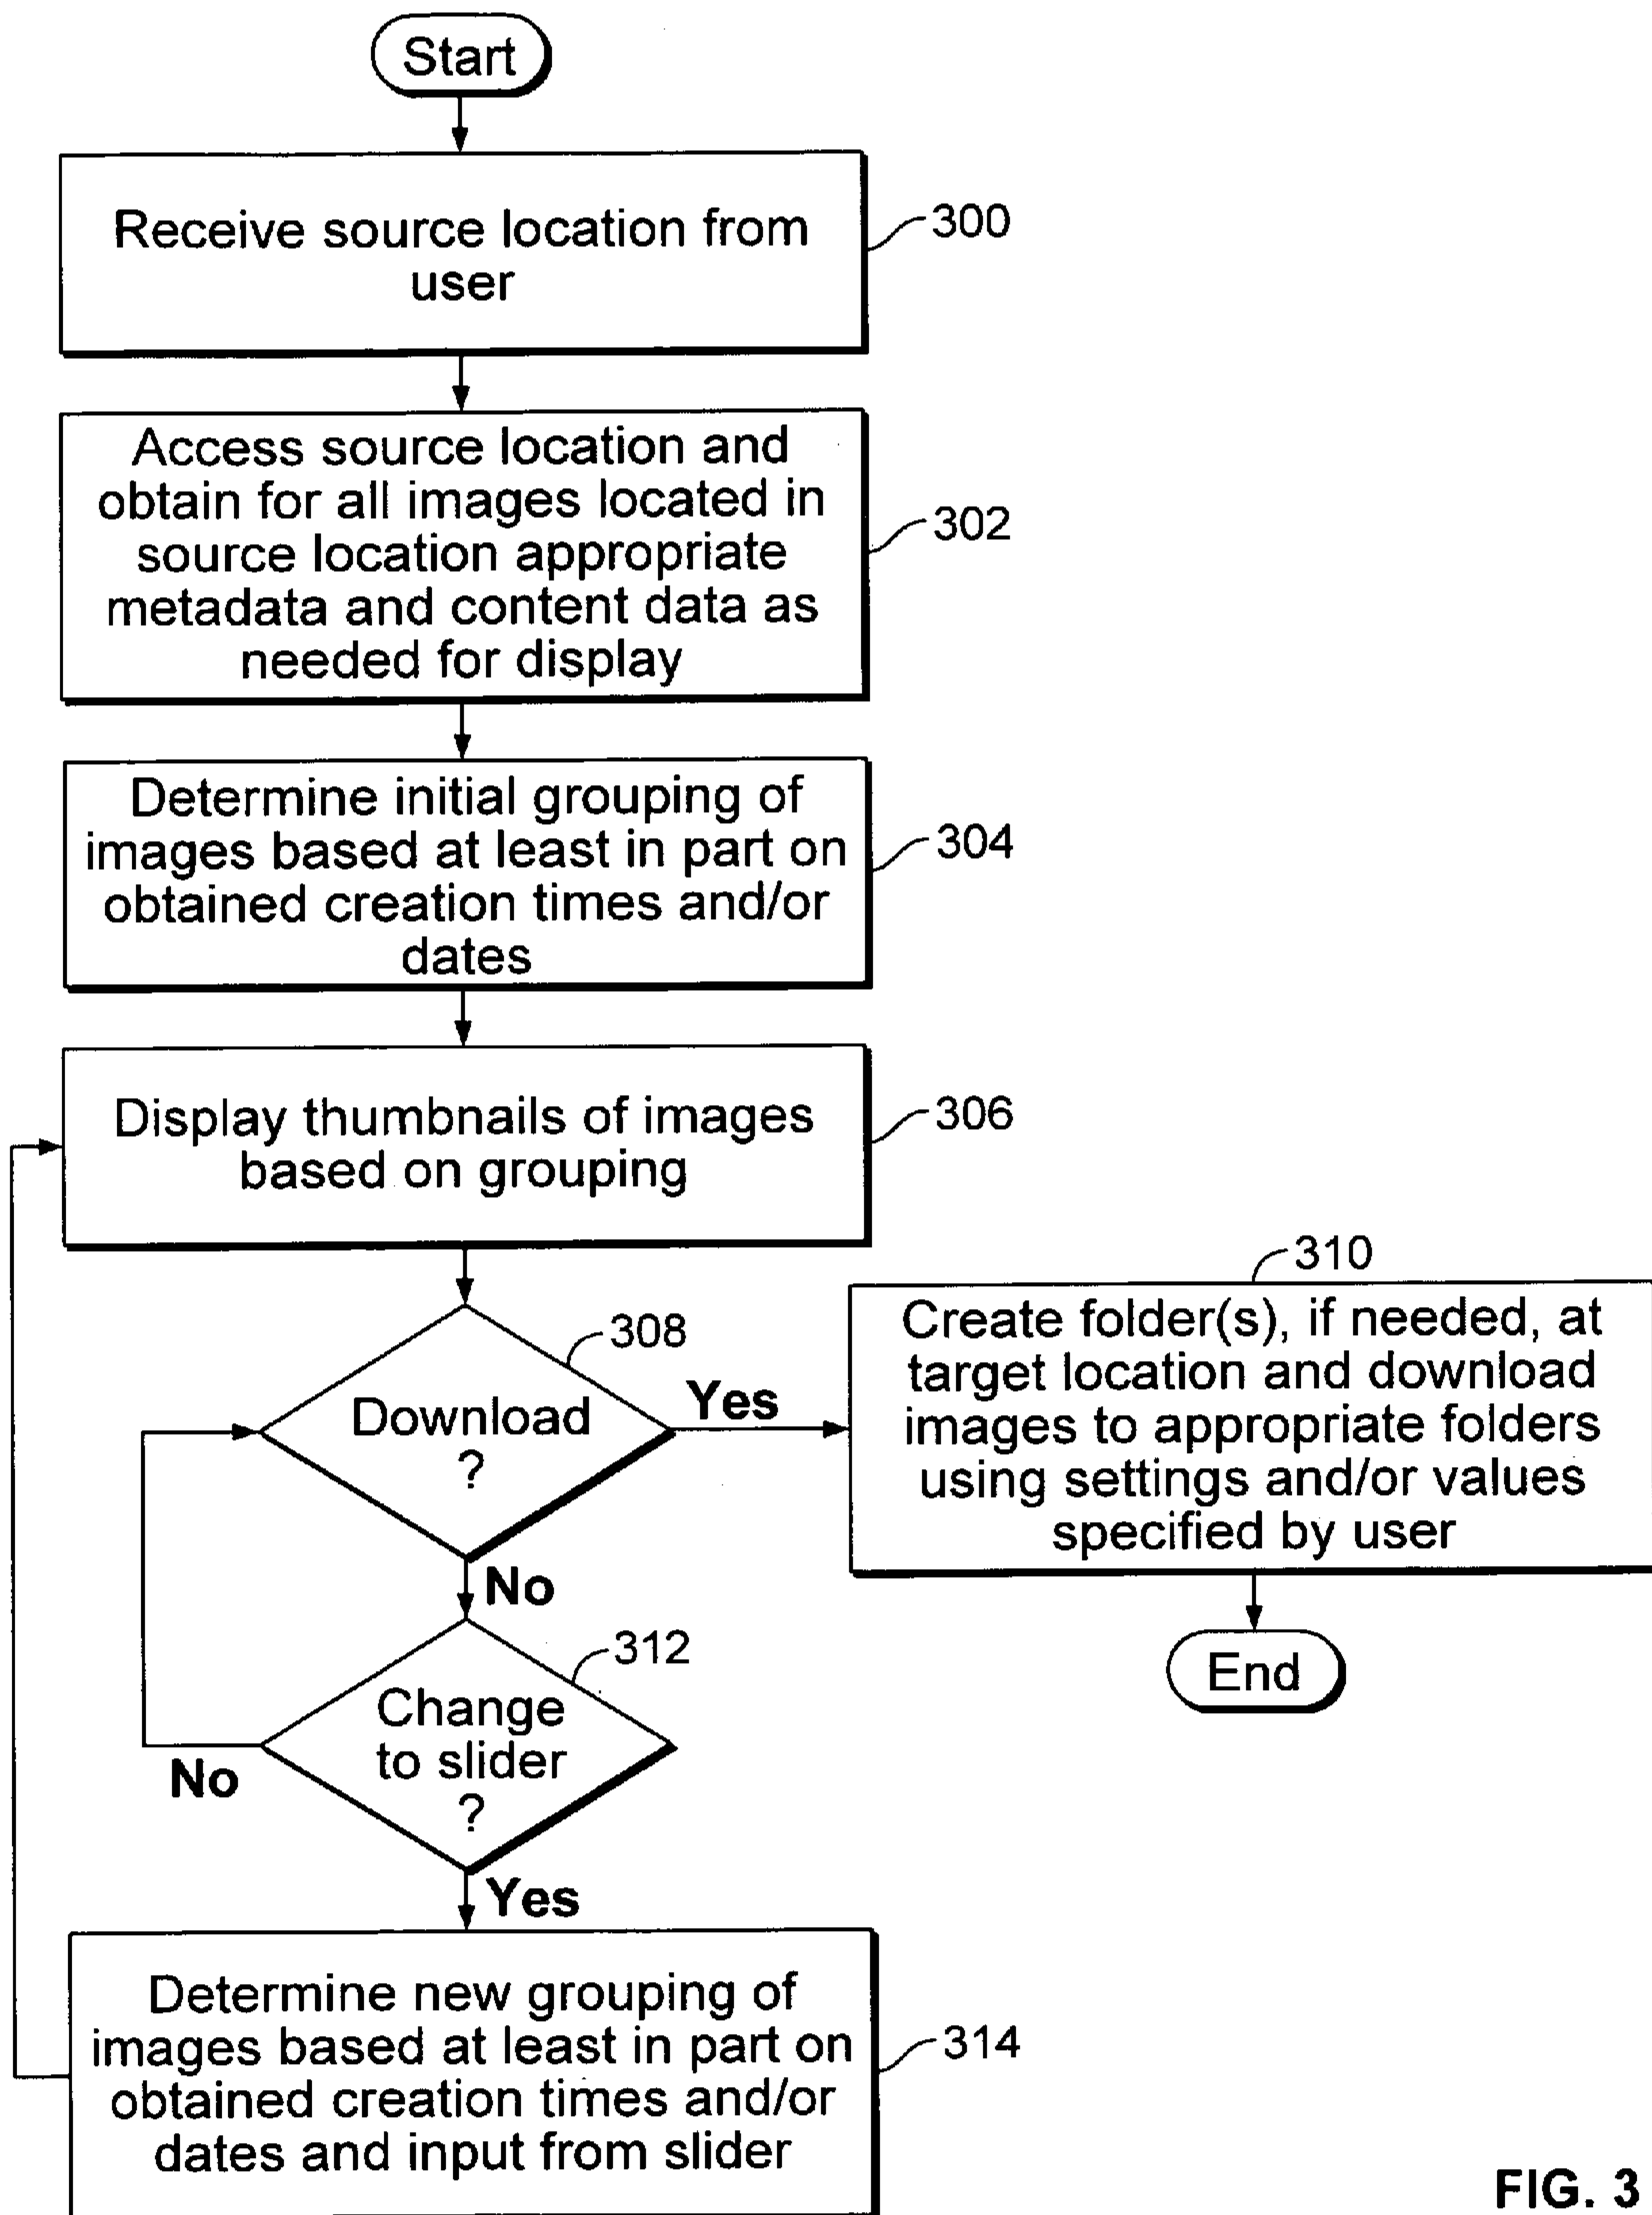 Start
Receive source location from
user
300
Access source location and
obtain for all images located in
source location appropriate
metadata and content data as
needed for display
302
Determine initial grouping of
images based at least in part on
obtained creation times and/or
dates
304
Display thumbnails of images
based on grouping
306
Download
?
308
Yes
No
310
Create folder(s), if needed, at
target location and download
images to appropriate folders
using settings and/or values
specified by user
End
Change
to slider
?
312
No
Yes
Determine new grouping of
images based at least in part on
obtained creation times and/or
dates and input from slider
314
FIG. 3